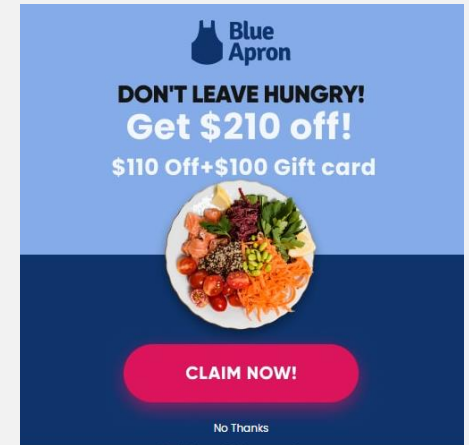 Blue
Apron
DON'T LEAVE HUNGRY!
Get $210 off!
$110 Off+$100 Gift card
CLAIM NOW!
No Thanks